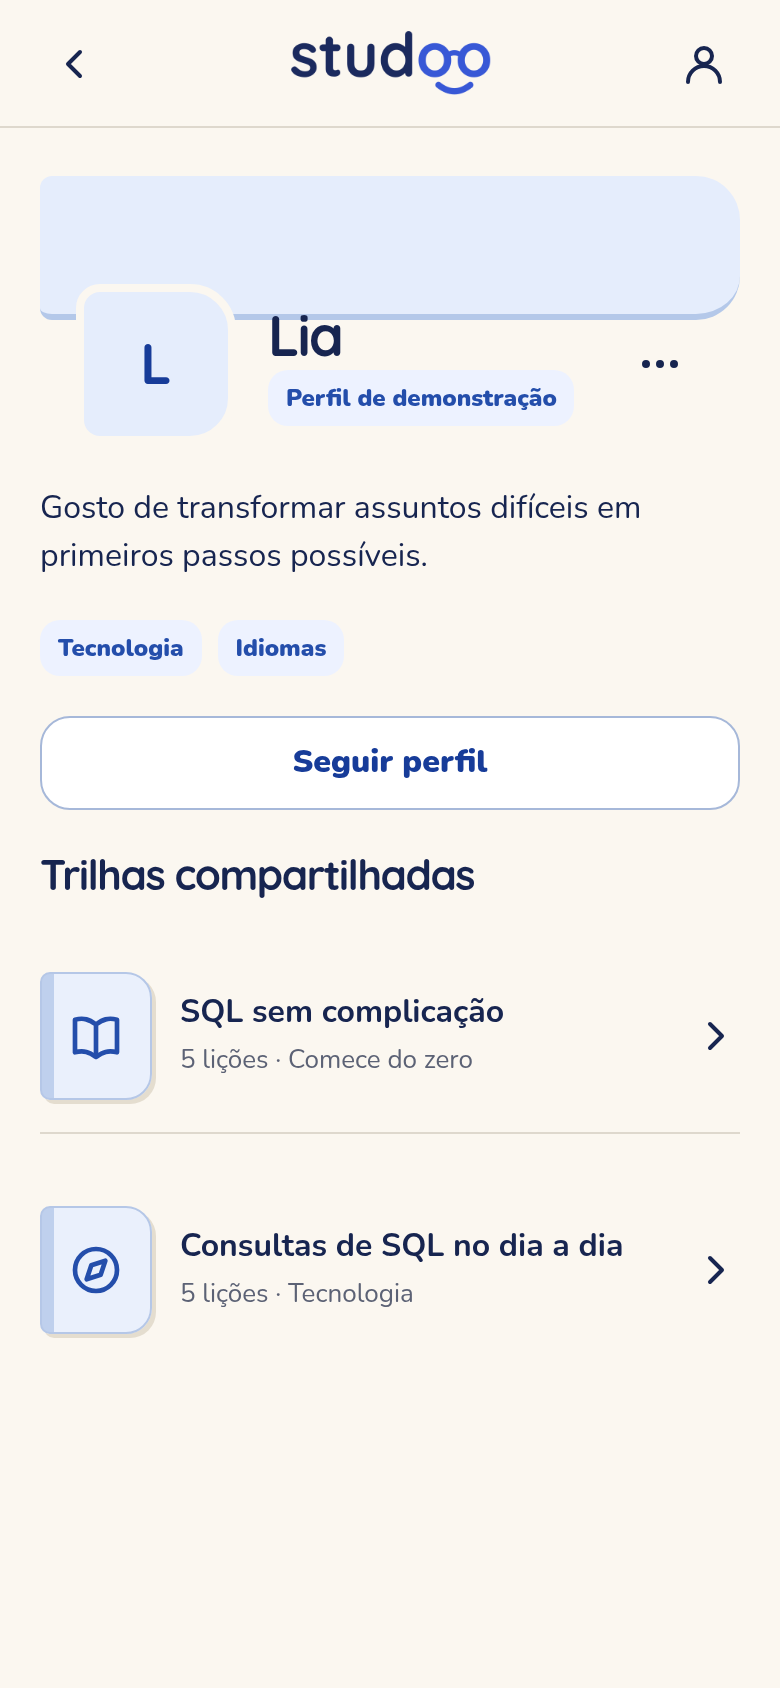 studoo
Lia
L
Perfil de demonstração
Gosto de transformar assuntos difíceis em
primeiros passos possíveis.
Tecnologia
Idiomas
Seguir perfil
Trilhas compartilhadas
SQL sem complicação
5 lições · Comece do zero
Consultas de SQL no dia a dia
5 lições · Tecnologia